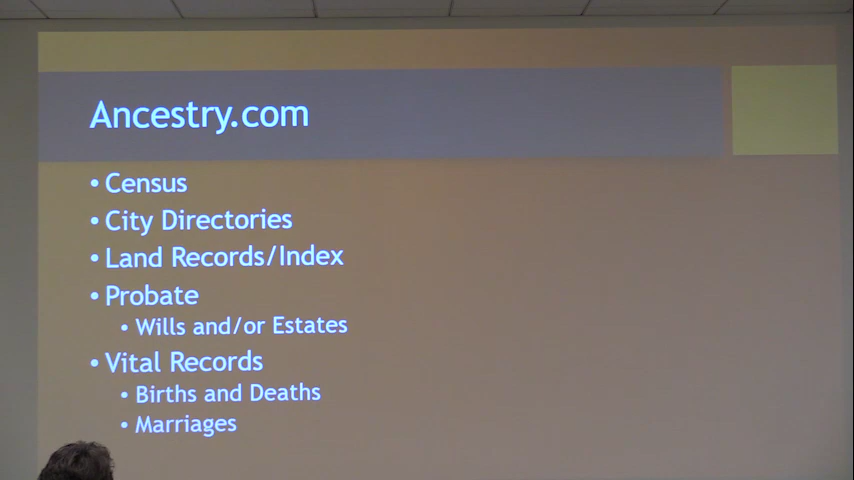 Ancestry.com
• Census
• City Directories
• Land Records/Index
• Probate
• Wills and/or Estates
• Vital Records
• Births and Deaths
• Marriages